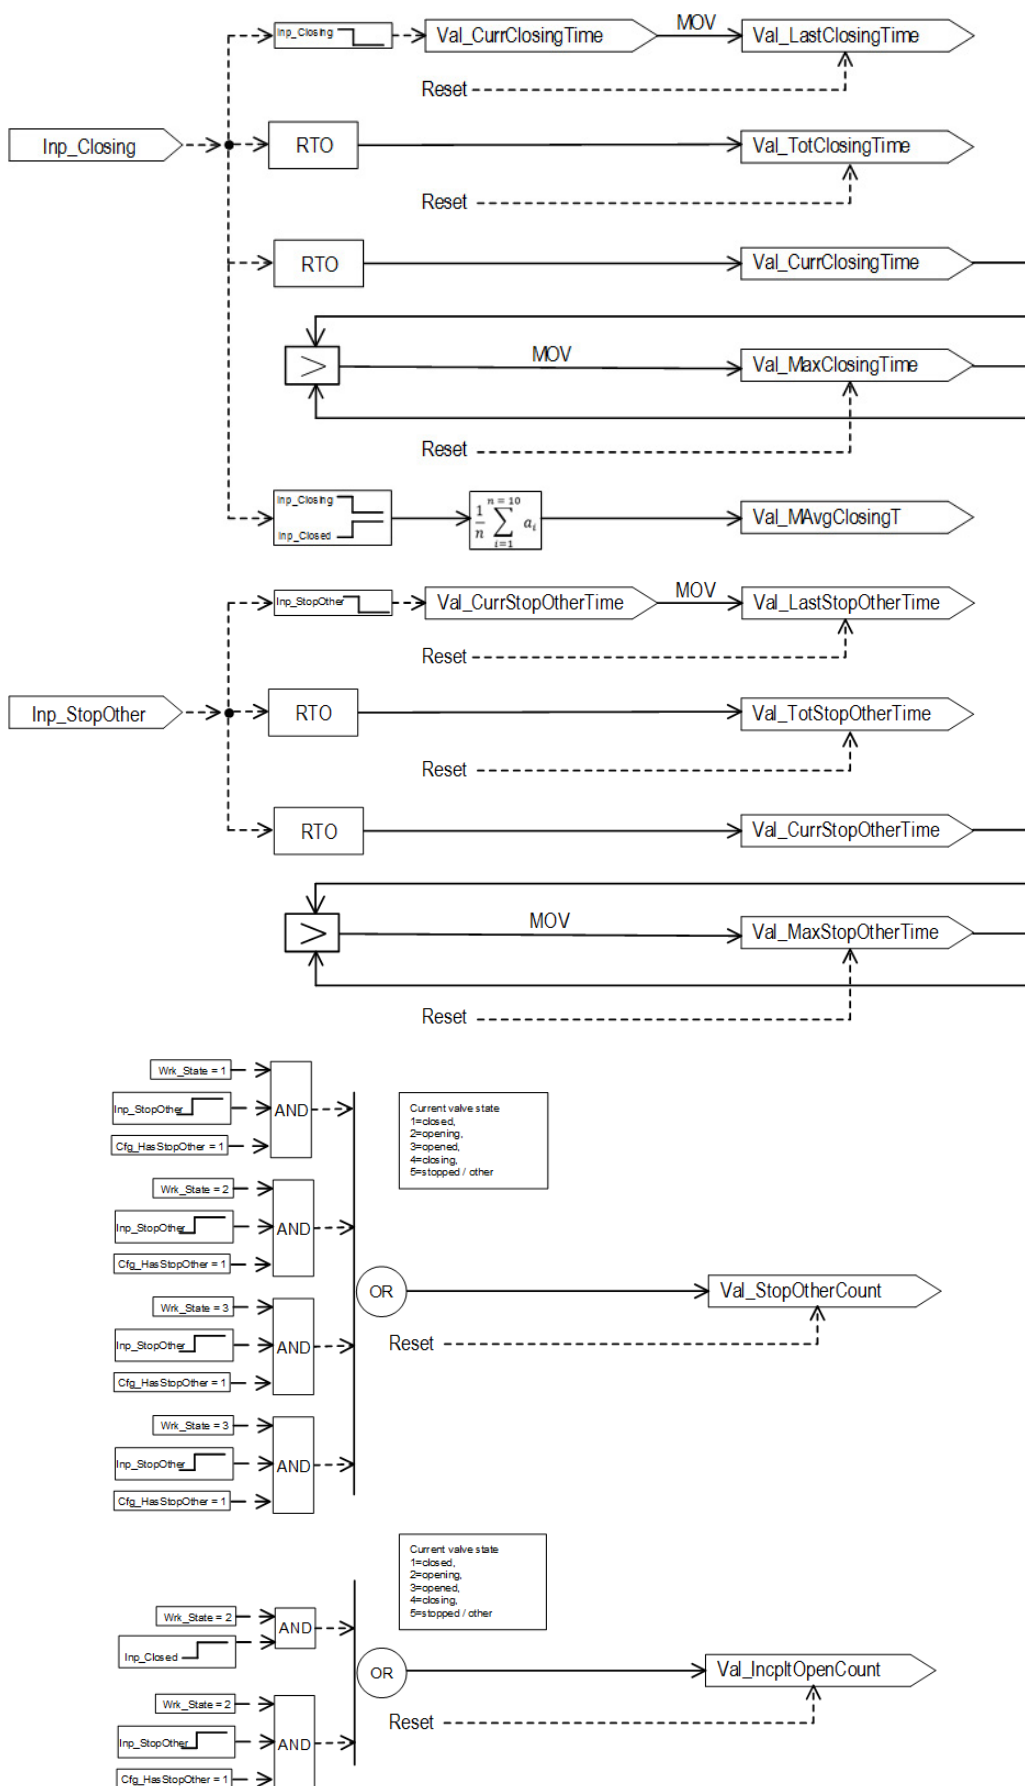 Inp_Closing
Val_CurrClosingTime
MOV
Val_LastClosingTime
Reset
Inp_Closing
RTO
Val_TotClosingTime
Reset
RTO
Val_CurrClosingTime
>
MOV
Val_MaxClosingTime
Reset
Inp_Closing
Inp_Closed
1/n n = 10 ∑ i=1 a_i
Val_MAvgClosingT
Inp_StopOther
Val_CurrStopOtherTime
MOV
Val_LastStopOtherTime
Reset
Inp_StopOther
RTO
Val_TotStopOtherTime
Reset
RTO
Val_CurrStopOtherTime
>
MOV
Val_MaxStopOtherTime
Reset
Wrk_State = 1
Inp_StopOther
Cfg_HasStopOther = 1
AND
Current valve state
1=closed,
2=opening,
3=opened,
4=closing,
5=stopped / other
Wrk_State = 2
Inp_StopOther
Cfg_HasStopOther = 1
AND
OR
Val_StopOtherCount
Reset
Wrk_State = 3
Inp_StopOther
Cfg_HasStopOther = 1
AND
Wrk_State = 3
Inp_StopOther
Cfg_HasStopOther = 1
AND
Current valve state
1=closed,
2=opening,
3=opened,
4=closing,
5=stopped / other
Wrk_State = 2
Inp_Closed
AND
OR
Val_IncpltOpenCount
Reset
Wrk_State = 2
Inp_StopOther
Cfg_HasStopOther = 1
AND